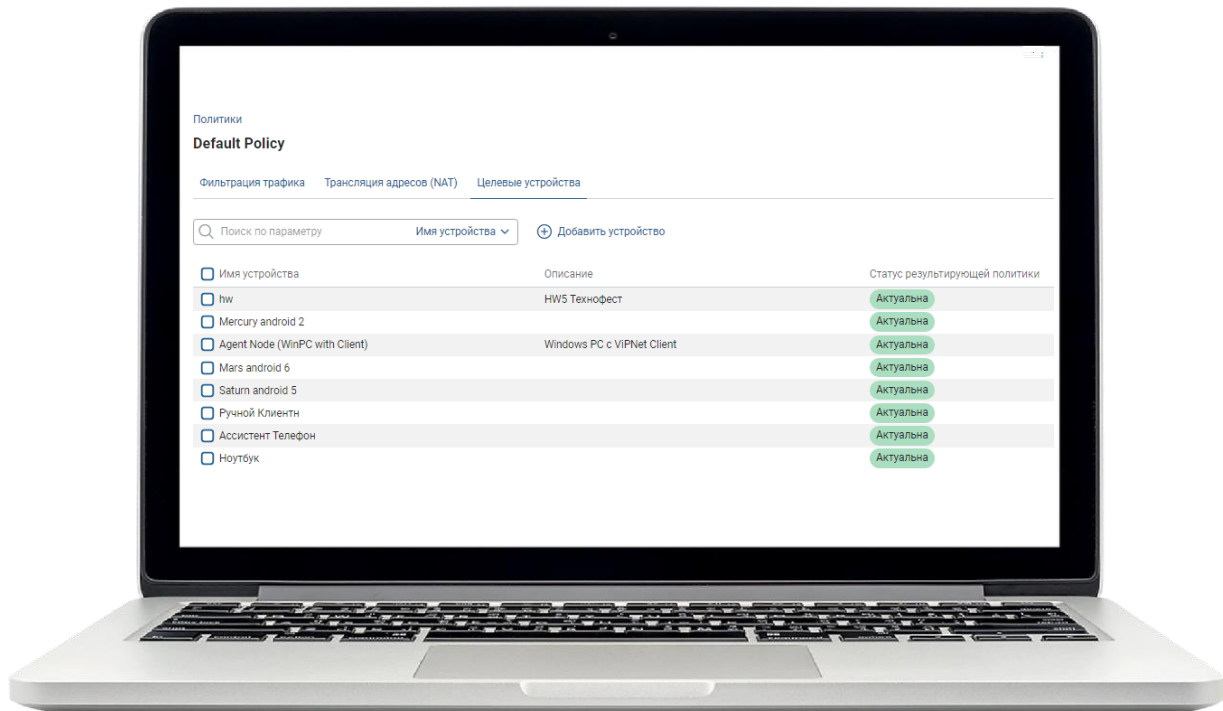 Политики
Default Policy
Фильтрация трафика Трансляция адресов (NAT) Целевые устройства
Поиск по параметру Имя устройства Добавить устройство
Имя устройства Описание Статус результирующей политики
hw HW5 Технофест Актуальна
Mercury android 2 Актуальна
Agent Node (WinPC with Client) Windows PC с ViPNet Client Актуальна
Mars android 6 Актуальна
Saturn android 5 Актуальна
Ручной Клиентн Актуальна
Ассистент Телефон Актуальна
Ноутбук Актуальна